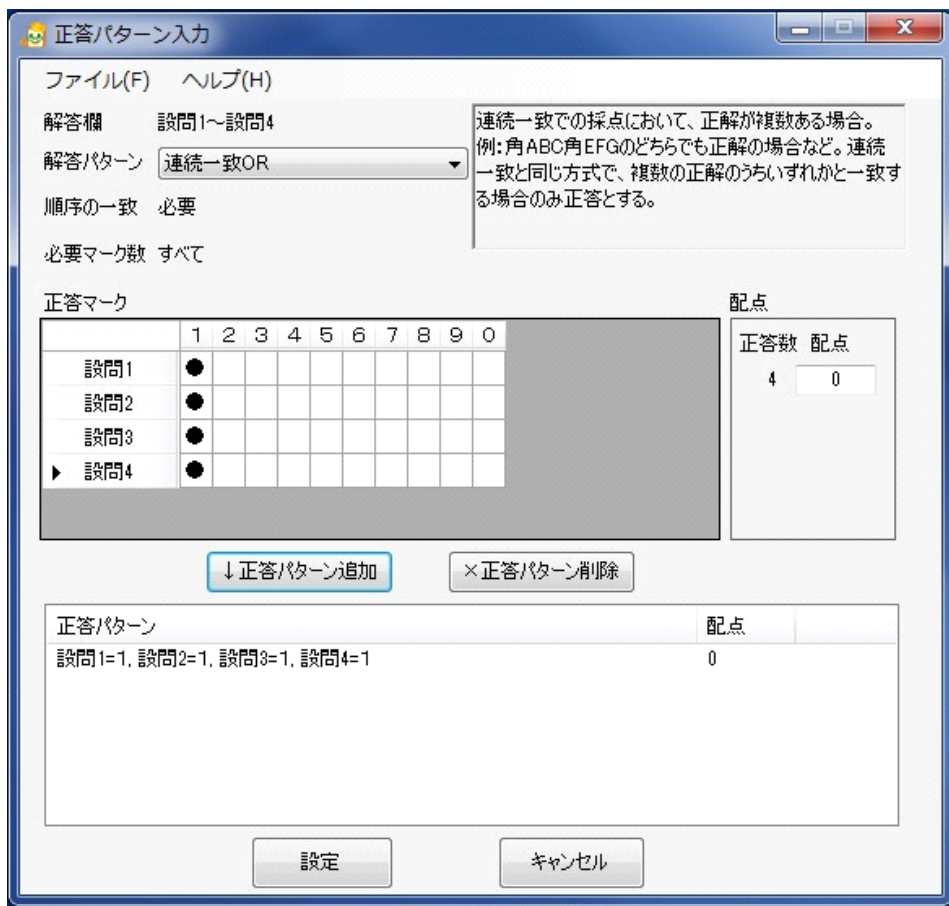 正答パターン入力
ファイル(F) ヘルプ(H)
解答欄 設問1～設問4
解答パターン 連続一致OR
順序の一致 必要
必要マーク数 すべて
連続一致での採点において、正解が複数ある場合。
例:角ABC角EFGのどちらでも正解の場合など。連続
一致と同じ方式で、複数の正解のうちいずれかと一致す
る場合のみ正答とする。
正答マーク
1 2 3 4 5 6 7 8 9 0
設問1
設問2
設問3
設問4
配点
正答数 配点
4 0
↓正答パターン追加 ×正答パターン削除
正答パターン 配点
設問1=1, 設問2=1, 設問3=1, 設問4=1 0
設定 キャンセル